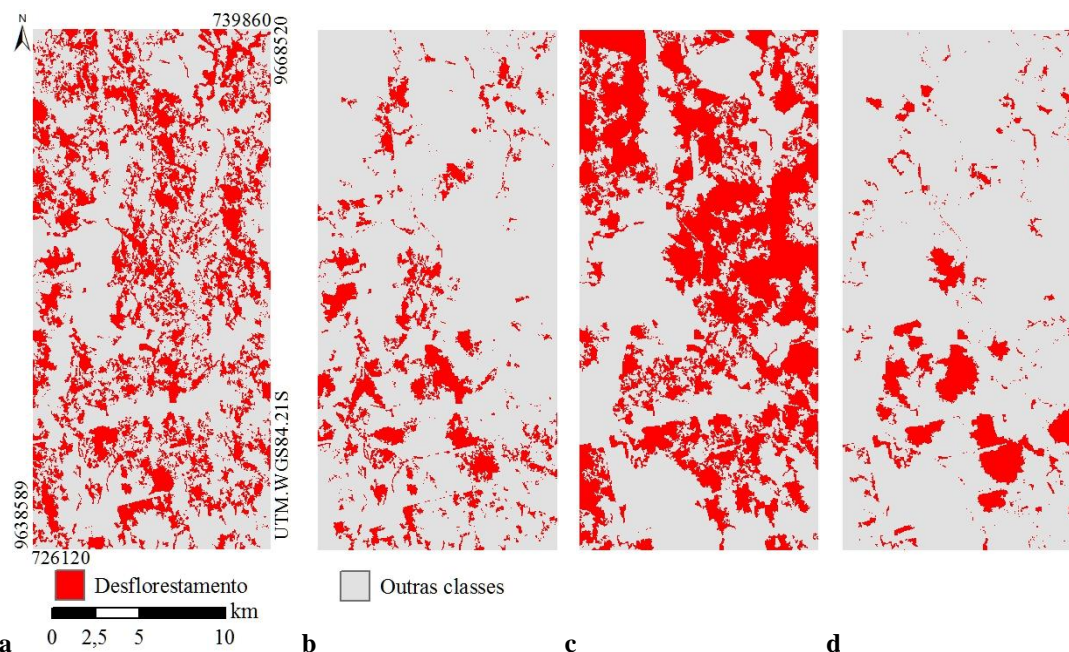 N
739860
9668520
UTM.WGS84.21S
9638589
726120
Desflorestamento
Outras classes
km
0 2,5 5 10
a b c d